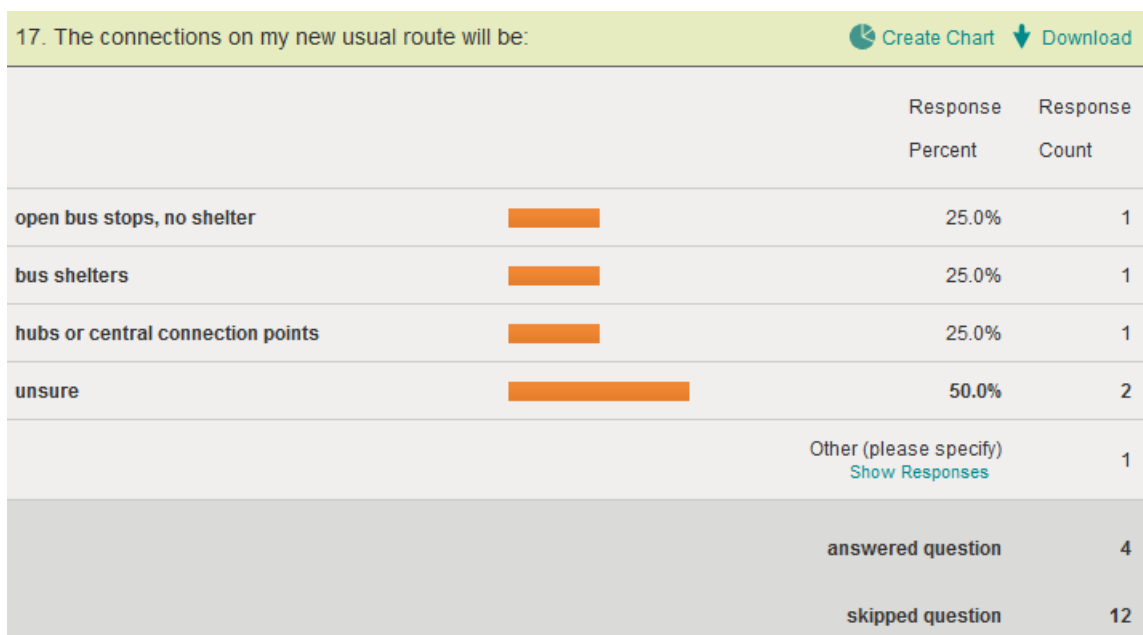 17. The connections on my new usual route will be: Create Chart Download
Response Response
Percent Count
open bus stops, no shelter 25.0% 1
bus shelters 25.0% 1
hubs or central connection points 25.0% 1
unsure 50.0% 2
Other (please specify) 1
Show Responses
answered question 4
skipped question 12